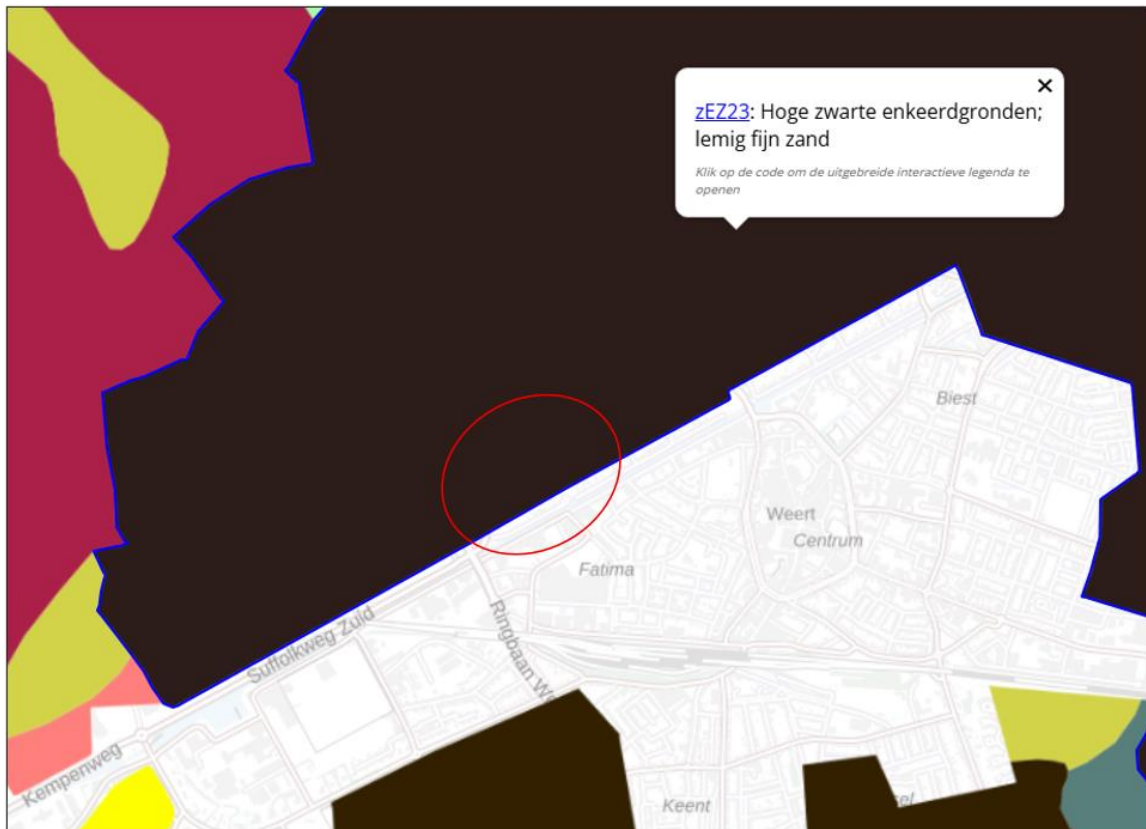 ×
zEZ23: Hoge zwarte enkeerdgronden;
lemig fijn zand
Klik op de code om de uitgebreide interactieve legenda te
openen
Biest
Weert
Centrum
Fatima
Suffolkweg Zuid
Ringbaan
Kempenweg
Keent